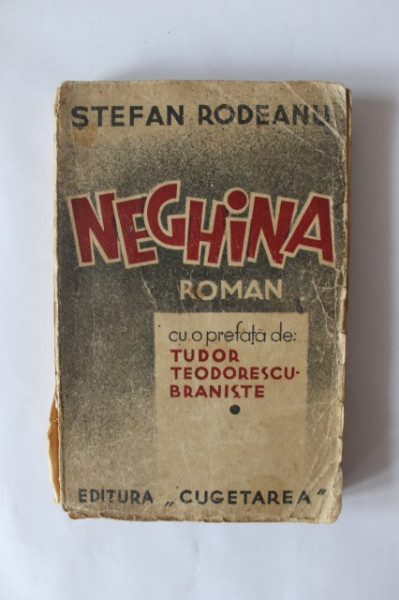 ȘTEFAN RODEANU
NEGHiNA
ROMAN
cu o prefață de:
TUDOR
TEODORESCU-
BRANIȘTE
EDITURA „CUGETAREA"